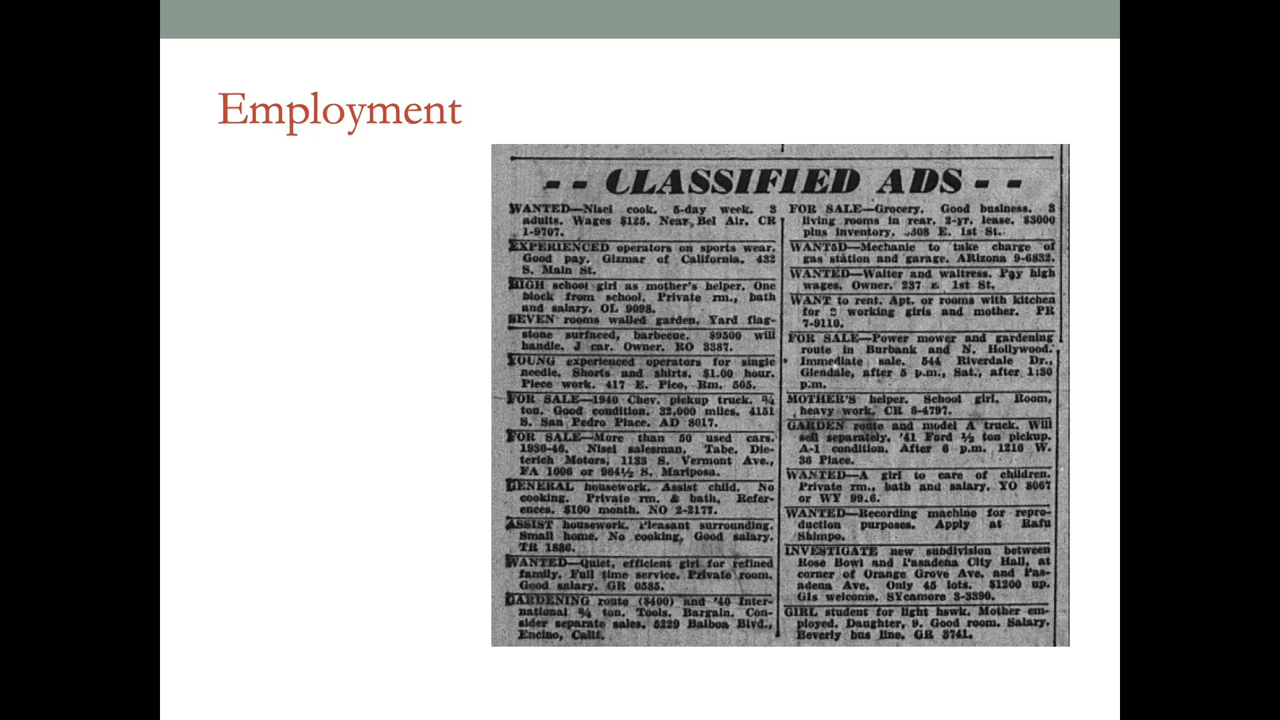 Employment
-- CLASSIFIED ADS --
WANTED—Nisei cook. 5-day week. 3
adults. Wages $125. Near Bel Air. CR
1-9707.
EXPERIENCED operators on sports wear.
Good pay. Gizmar of California. 432
S. Main St.
HIGH school girl as mother's helper. One
block from school. Private rm., bath
and salary. OL 9098.
SEVEN rooms walled garden. Yard flag-
stone surfaced, barbecue. $9500 will
handle. J car. Owner. RO 3387.
YOUNG experienced operators for single
needle. Shorts and shirts. $1.00 hour.
Piece work. 417 E. Pico, Rm. 505.
FOR SALE—1940 Chev. pickup truck. ¾
ton. Good condition. 32,000 miles. 4151
S. San Pedro Place. AD 8017.
FOR SALE—More than 50 used cars.
1930-46. Nisei salesman. Tabe. Die-
terich Motors, 1133 S. Vermont Ave.,
FA 1006 or 964½ S. Mariposa.
GENERAL housework. Assist child. No
cooking. Private rm. & bath, Refer-
ences. $100 month. NO 2-2177.
ASSIST housework. Pleasant surrounding.
Small home. No cooking, Good salary.
TR 1886.
WANTED—Quiet, efficient girl for refined
family. Full time service. Private room.
Good salary. GR 0585.
GARDENING route ($400) and '40 Inter-
national ¾ ton. Tools. Bargain. Con-
sider separate sales. 5229 Balboa Blvd.,
Encino, Calif.
FOR SALE—Grocery. Good business. 3
living rooms in rear. 2-yr. lease. $3000
plus inventory. 308 E. 1st St.
WANT5D—Mechanic to take charge of
gas station and garage. ARizona 9-6832.
WANTED—Waiter and waitress. Pay high
wages. Owner. 237 E. 1st St.
WANT to rent. Apt. or rooms with kitchen
for 2 working girls and mother. PR
7-9110.
FOR SALE—Power mower and gardening
route in Burbank and N. Hollywood.
Immediate sale. 544 Riverdale Dr.,
Glendale, after 5 p.m., Sat., after 1:30
p.m.
MOTHER'S helper. School girl. Room,
heavy work. CR 6-4797.
GARDEN route and model A truck. Will
sell separately. '41 Ford ½ ton pickup.
A-1 condition. After 6 p.m. 1216 W.
36 Place.
WANTED—A girl to care of children.
Private rm., bath and salary. YO 8067
or WY 99.6.
WANTED—Recording machine for repro-
duction purposes. Apply at Rafu
Shimpo.
INVESTIGATE new subdivision between
Rose Bowl and Pasadena City Hall, at
corner of Orange Grove Ave. and Pas-
adena Ave. Only 45 lots. $1200 up.
GIs welcome. SYcamore 3-3390.
GIRL student for light hswk. Mother em-
ployed. Daughter, 9. Good room. Salary.
Beverly bus line. GR 3741.